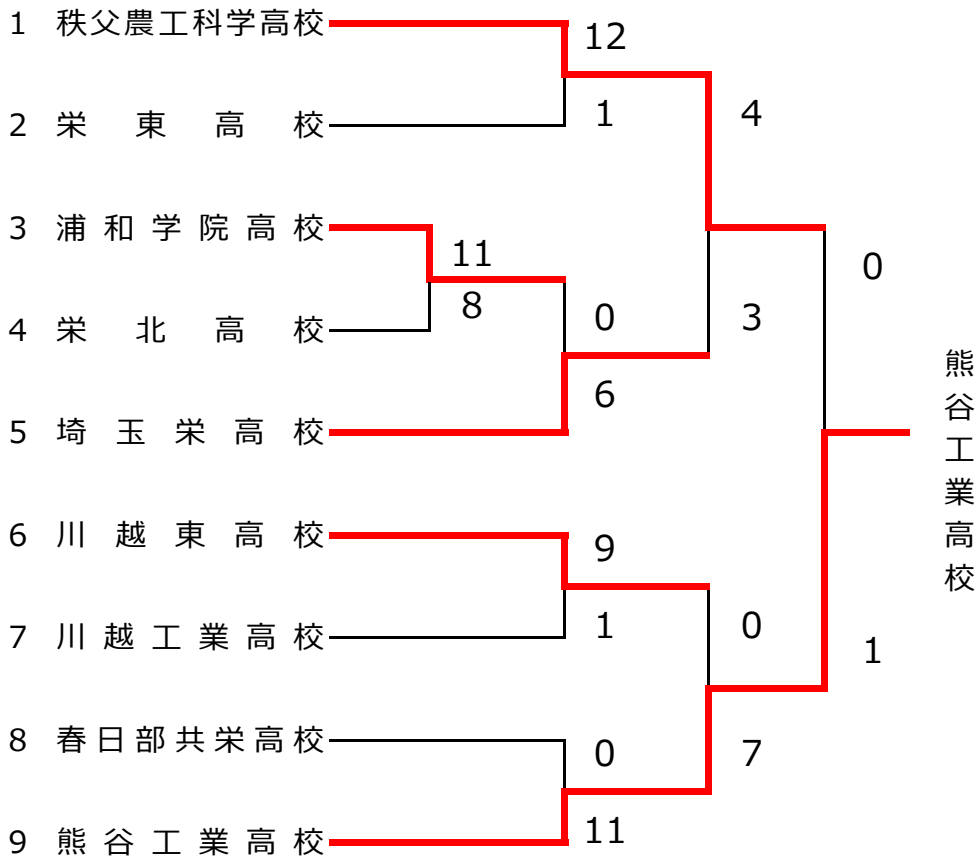 1 秩父農工科学高校
12
2 栄東高校
1
4
3 浦和学院高校
11
0
8
0
3
4 栄北高校
6
5 埼玉栄高校
熊谷工業高校
6 川越東高校
9
1
0
7 川越工業高校
1
8 春日部共栄高校
0
7
9 熊谷工業高校
11